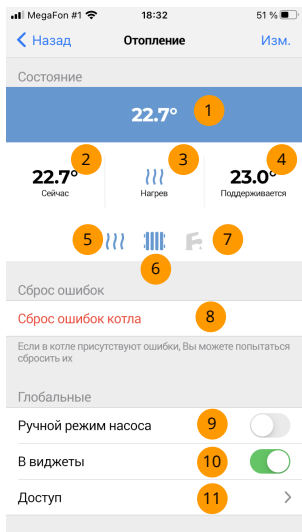 MegaFon #1 18:32 51 %
Назад Отопление Изм.
Состояние
22.7° 1
2 3 4
22.7° 23.0°
Сейчас Нагрев Поддерживается
5 6 7
Сброс ошибок
Сброс ошибок котла 8
Если в котле присутствуют ошибки, Вы можете попытаться
сбросить их
Глобальные
Ручной режим насоса 9
В виджеты 10
Доступ 11